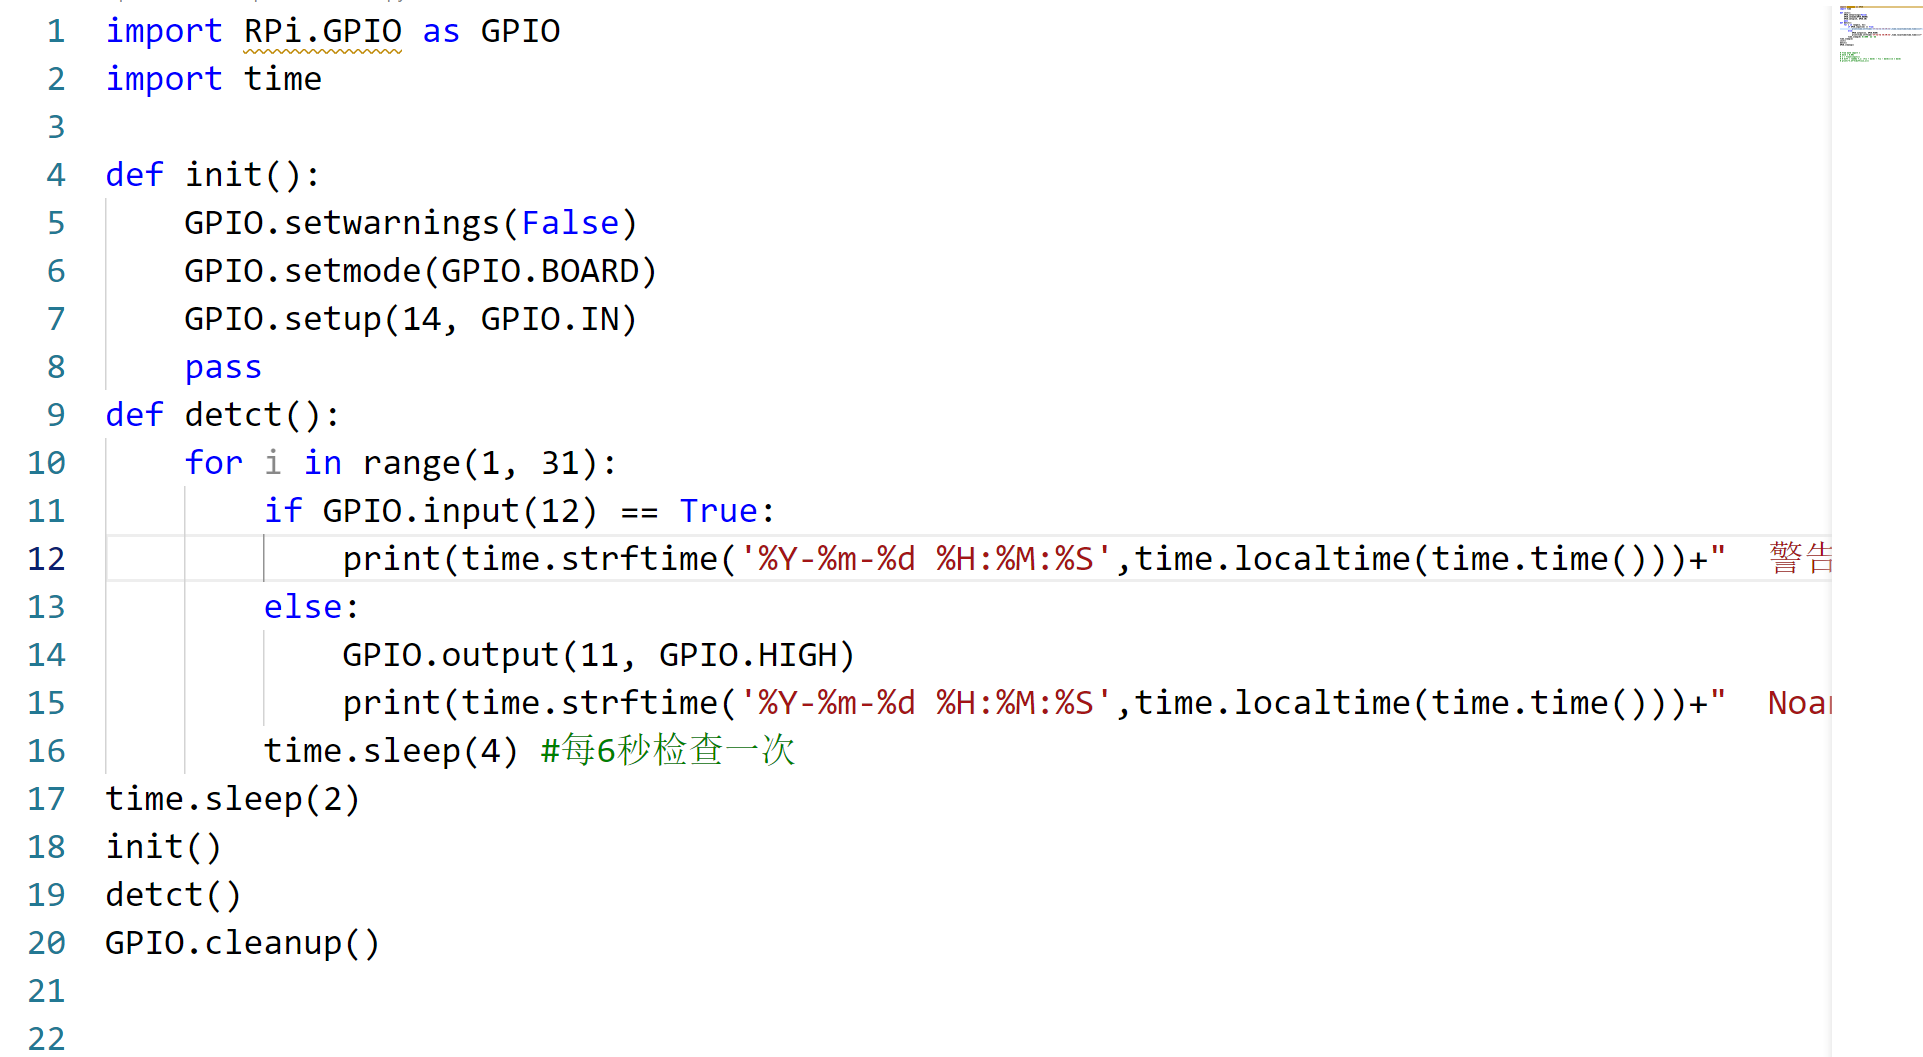 1 import RPi.GPIO as GPIO
2 import time
3
4 def init():
5     GPIO.setwarnings(False)
6     GPIO.setmode(GPIO.BOARD)
7     GPIO.setup(14, GPIO.IN)
8     pass
9 def detct():
10     for i in range(1, 31):
11         if GPIO.input(12) == True:
12             print(time.strftime('%Y-%m-%d %H:%M:%S',time.localtime(time.time()))+"  警告
13         else:
14             GPIO.output(11, GPIO.HIGH)
15             print(time.strftime('%Y-%m-%d %H:%M:%S',time.localtime(time.time()))+"  Noa
16         time.sleep(4) #每6秒检查一次
17 time.sleep(2)
18 init()
19 detct()
20 GPIO.cleanup()
21
22